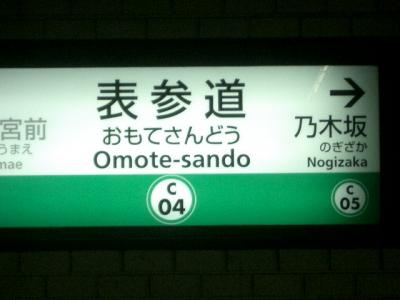 宮前
うまえ
mae
表参道
おもてさんどう
Omote-sando
C
04
→
乃木坂
のぎざか
Nogizaka
C
05